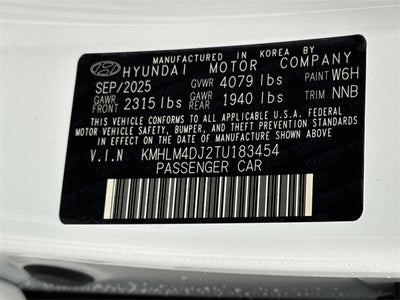 MANUFACTURED IN KOREA BY
HYUNDAI MOTOR COMPANY
SEP/2025 GVWR 4079 lbs PAINT W6H
GAWR FRONT 2315 lbs GAWR REAR 1940 lbs TRIM NNB
THIS VEHICLE CONFORMS TO ALL APPLICABLE U.S.A FEDERAL
MOTOR VEHICLE SAFETY, BUMPER, AND THEFT PREVENTION
STANDARDS IN EFFECT ON THE DATE OF MANUFACTURE
SHOWN ABOVE.
V.I.N KMHLM4DJ2TU183454
PASSENGER CAR